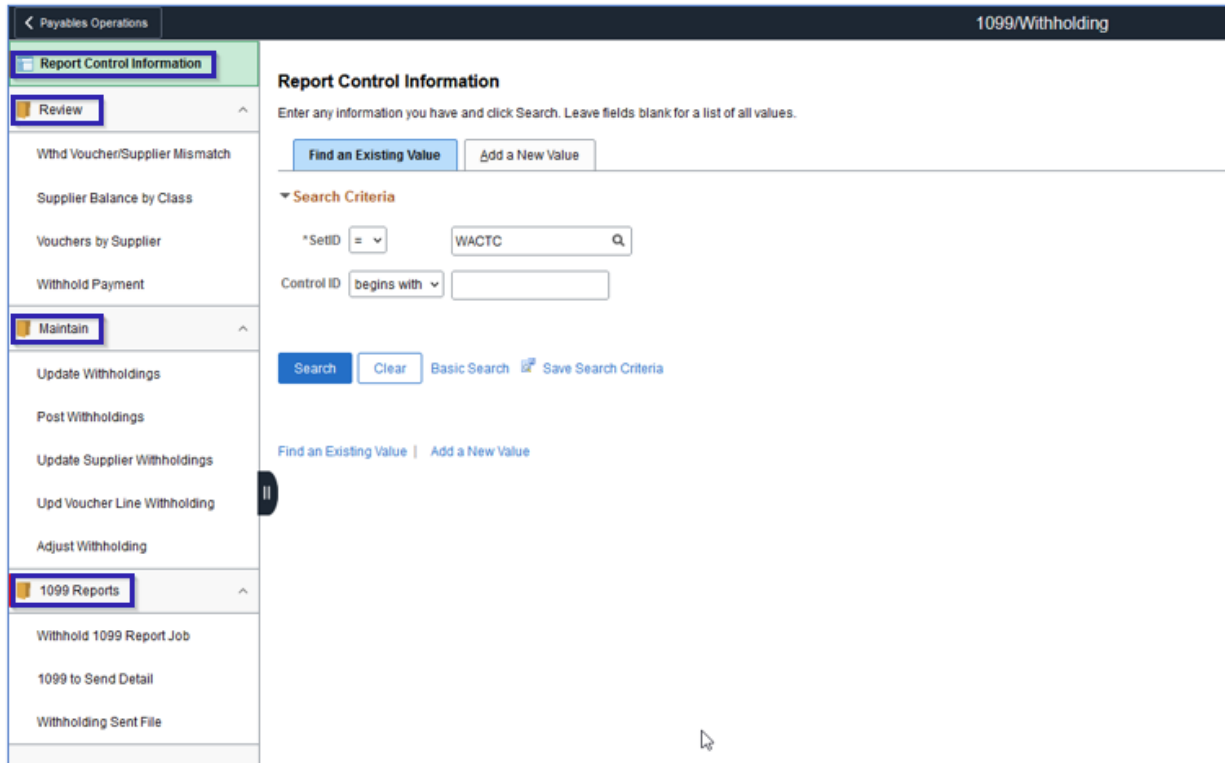 Payables Operations
1099/Withholding
Report Control Information
Review
Wthd Voucher/Supplier Mismatch
Supplier Balance by Class
Vouchers by Supplier
Withhold Payment
Maintain
Update Withholdings
Post Withholdings
Update Supplier Withholdings
Upd Voucher Line Withholding
Adjust Withholding
1099 Reports
Withhold 1099 Report Job
1099 to Send Detail
Withholding Sent File
Report Control Information
Enter any information you have and click Search. Leave fields blank for a list of all values.
Find an Existing Value Add a New Value
Search Criteria
*SetID = WACTC
Control ID begins with
Search Clear Basic Search Save Search Criteria
Find an Existing Value | Add a New Value